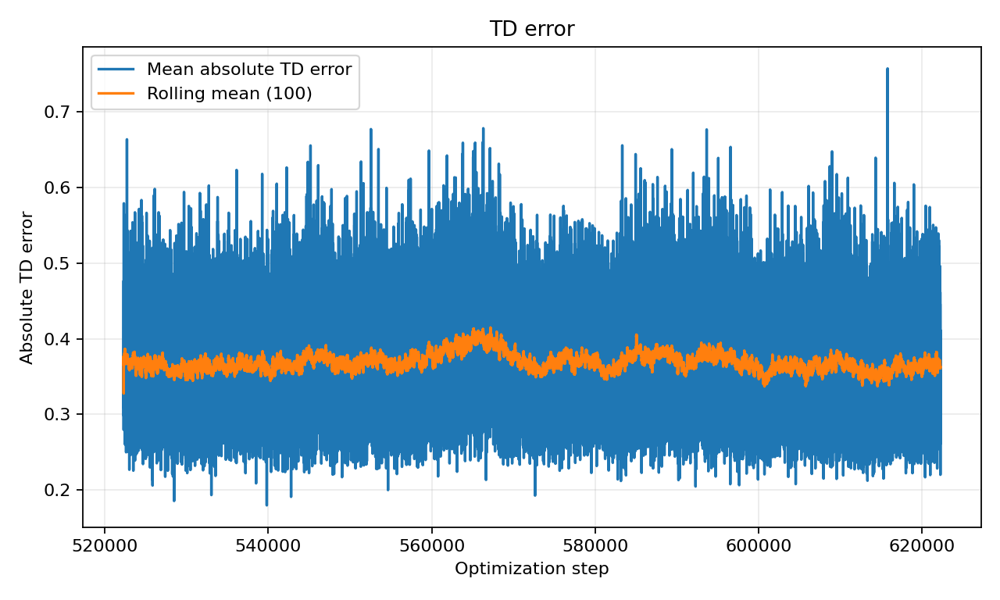 TD error
Mean absolute TD error
Rolling mean (100)
Absolute TD error
0.7
0.6
0.5
0.4
0.3
0.2
520000 540000 560000 580000 600000 620000
Optimization step